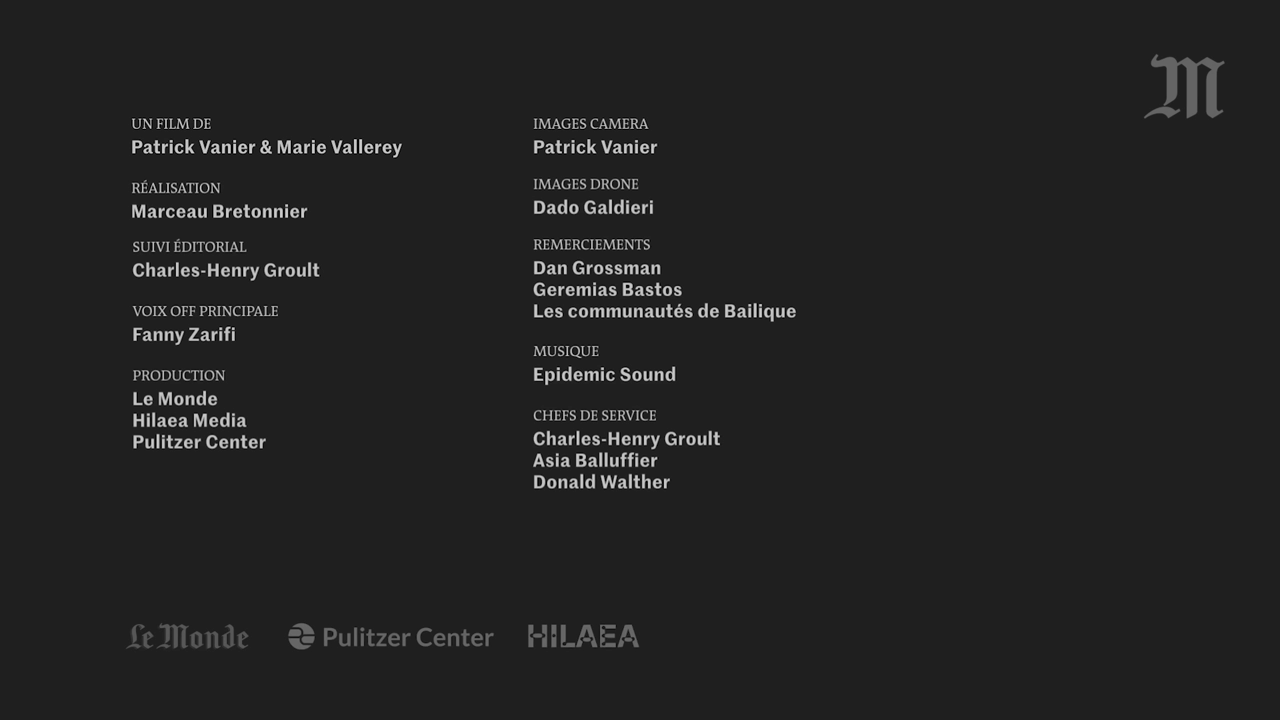 M
UN FILM DE
Patrick Vanier & Marie Vallerey
RÉALISATION
Marceau Bretonnier
SUIVI ÉDITORIAL
Charles-Henry Groult
VOIX OFF PRINCIPALE
Fanny Zarifi
PRODUCTION
Le Monde
Hilaea Media
Pulitzer Center
IMAGES CAMERA
Patrick Vanier
IMAGES DRONE
Dado Galdieri
REMERCIEMENTS
Dan Grossman
Geremias Bastos
Les communautés de Bailique
MUSIQUE
Epidemic Sound
CHEFS DE SERVICE
Charles-Henry Groult
Asia Balluffier
Donald Walther
Le Monde
Pulitzer Center
HILAEA